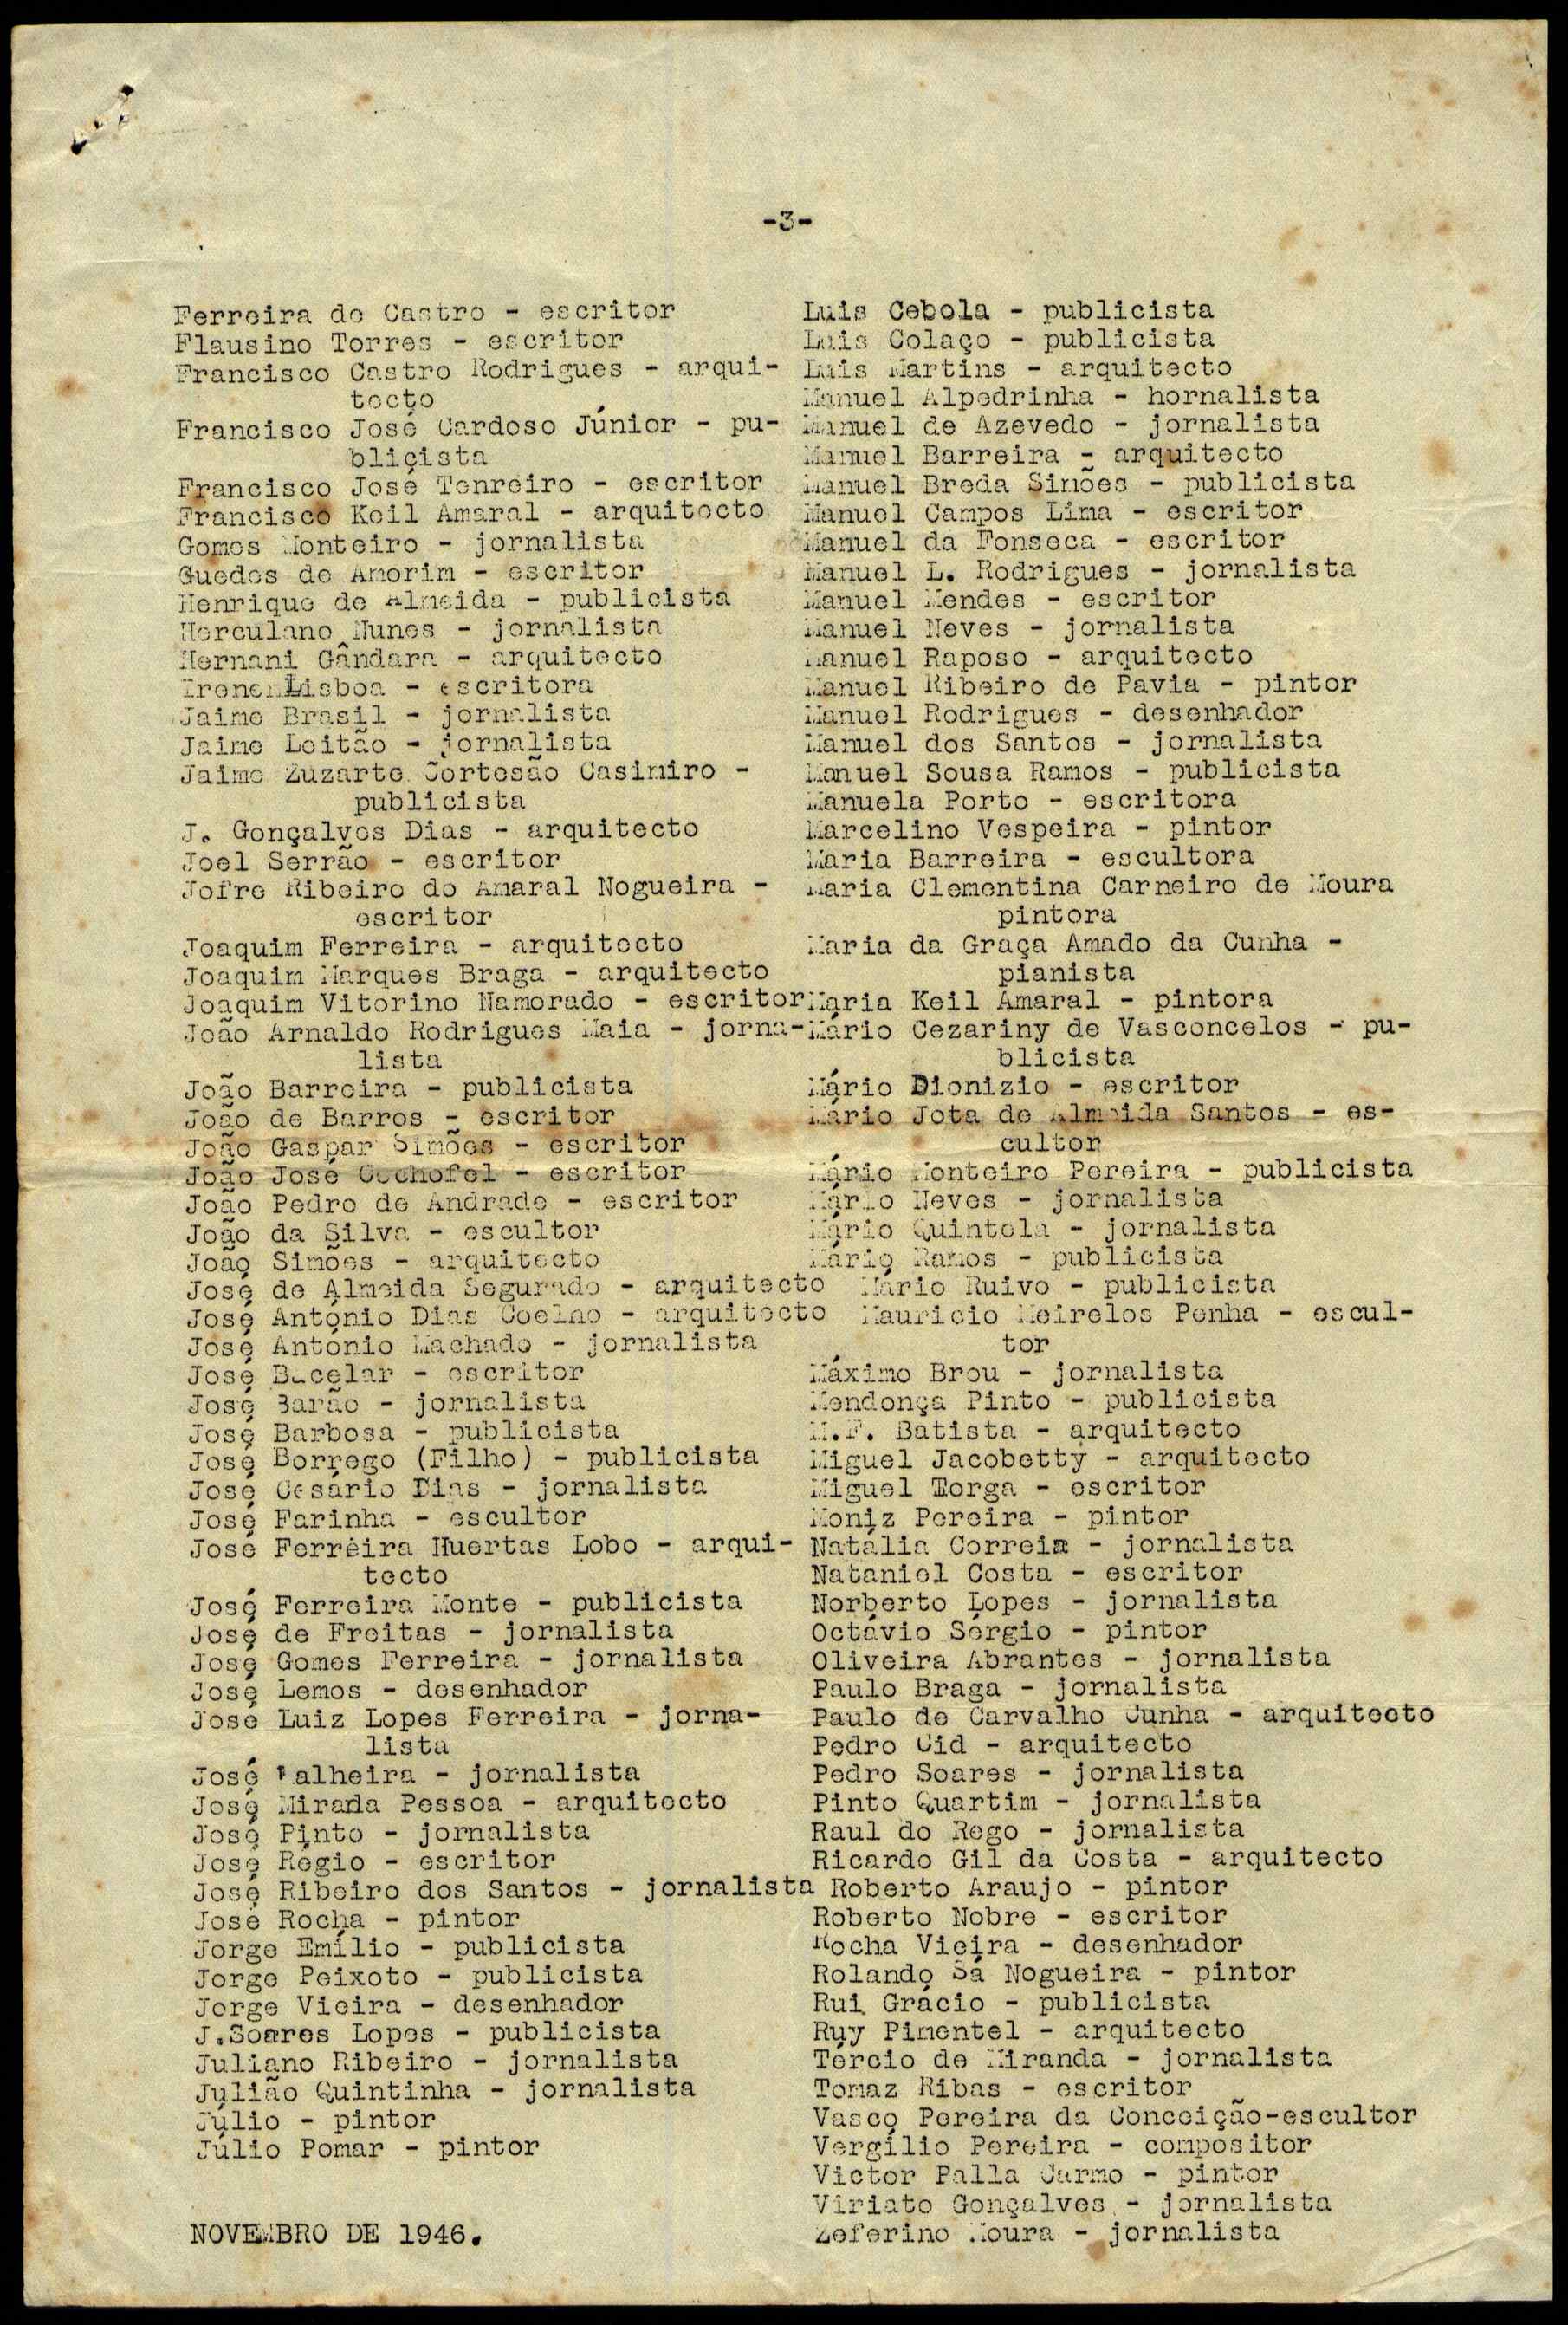 -3-
Ferreira de Castro - escritor
Flausino Torres - escritor
Francisco Castro Rodrigues - arqui-
tecto
Francisco José Cardoso Júnior - pu-
blicista
Francisco José Tenreiro - escritor
Francisco Keil Amaral - arquitecto
Gomes Monteiro - jornalista
Guedes de Amorim - escritor
Henrique de Almeida - publicista
Herculano Nunes - jornalista
Hernani Gândara - arquitecto
Irene Lisboa - escritora
Jaime Brasil - jornalista
Jaime Leitão - jornalista
Jaime Zuzarte Cortesão Casimiro -
publicista
J. Gonçalves Dias - arquitecto
Joel Serrão - escritor
Jofre Ribeiro do Amaral Nogueira -
escritor
Joaquim Ferreira - arquitecto
Joaquim Marques Braga - arquitecto
Joaquim Vitorino Namorado - escritor
João Arnaldo Rodrigues Maia - jorna-
lista
João Barreira - publicista
João de Barros - escritor
João Gaspar Simões - escritor
João José Cochofel - escritor
João Pedro de Andrade - escritor
João da Silva - escultor
João Simões - arquitecto
José de Almeida Segurado - arquitecto
José António Dias Coelho - arquitecto
José António Machado - jornalista
José Bacelar - escritor
José Barão - jornalista
José Barbosa - publicista
José Borrego (Filho) - publicista
José Cesário Dias - jornalista
José Farinha - escultor
José Ferreira Huertas Lobo - arqui-
tecto
José Ferreira Monte - publicista
José de Freitas - jornalista
José Gomes Ferreira - jornalista
José Lemos - desenhador
José Luiz Lopes Ferreira - jorna-
lista
José Malheira - jornalista
José Mirada Pessoa - arquitecto
José Pinto - jornalista
José Régio - escritor
José Ribeiro dos Santos - jornalista
José Rocha - pintor
Jorge Emílio - publicista
Jorge Peixoto - publicista
Jorge Vieira - desenhador
J.Soares Lopes - publicista
Juliano Ribeiro - jornalista
Julião Quintinha - jornalista
Júlio - pintor
Júlio Pomar - pintor
NOVEMBRO DE 1946.
Luis Cebola - publicista
Luis Colaço - publicista
Luis Martins - arquitecto
Manuel Alpedrinha - hornalista
Manuel de Azevedo - jornalista
Manuel Barreira - arquitecto
Manuel Breda Simões - publicista
Manuel Campos Lima - escritor
Manuel da Fonseca - escritor
Manuel L. Rodrigues - jornalista
Manuel Mendes - escritor
Manuel Neves - jornalista
Manuel Raposo - arquitecto
Manuel Ribeiro de Pavia - pintor
Manuel Rodrigues - desenhador
Manuel dos Santos - jornalista
Manuel Sousa Ramos - publicista
Manuela Porto - escritora
Marcelino Vespeira - pintor
Maria Barreira - escultora
Maria Clementina Carneiro de Moura
pintora
Maria da Graça Amado da Cunha -
pianista
Maria Keil Amaral - pintora
Mário Cezariny de Vasconcelos - pu-
blicista
Mário Dionizio - escritor
Mário Jota de Almeida Santos - es-
cultor
Mário Monteiro Pereira - publicista
Mário Neves - jornalista
Mário Quintela - jornalista
Mário Ramos - publicista
Mário Ruivo - publicista
Mauricio Meireles Penha - escul-
tor
Máximo Brou - jornalista
Mendonça Pinto - publicista
M.F. Batista - arquitecto
Miguel Jacobetty - arquitecto
Miguel Torga - escritor
Moniz Pereira - pintor
Natália Correia - jornalista
Nataniel Costa - escritor
Norberto Lopes - jornalista
Octávio Sérgio - pintor
Oliveira Abrantes - jornalista
Paulo Braga - jornalista
Paulo de Carvalho Cunha - arquitecto
Pedro Cid - arquitecto
Pedro Soares - jornalista
Pinto Quartim - jornalista
Raul do Rego - jornalista
Ricardo Gil da Costa - arquitecto
Roberto Araujo - pintor
Roberto Nobre - escritor
Rocha Vieira - desenhador
Rolando Sá Nogueira - pintor
Rui Grácio - publicista
Ruy Pimentel - arquitecto
Tércio de Miranda - jornalista
Tomaz Ribas - escritor
Vasco Pereira da Conceição-escultor
Vergílio Pereira - compositor
Victor Palla Carmo - pintor
Viriato Gonçalves - jornalista
Zeferino Moura - jornalista